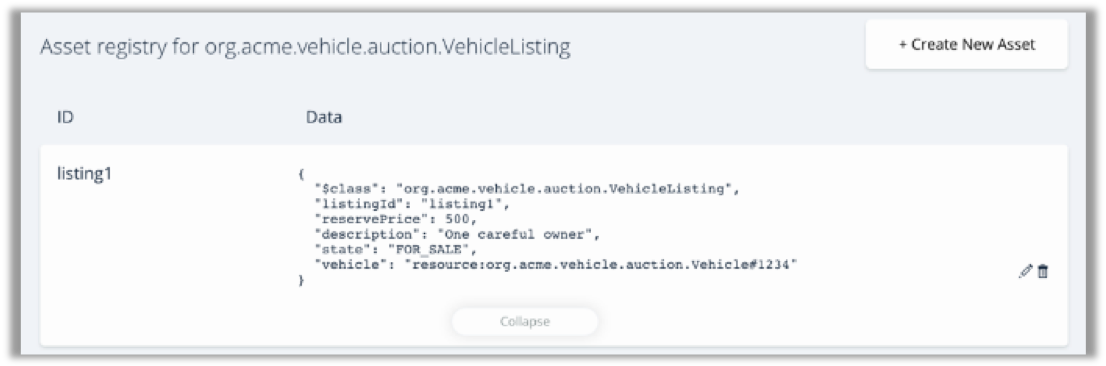 Asset registry for org.acme.vehicle.auction.VehicleListing
+ Create New Asset
ID Data
listing1
{
"$class": "org.acme.vehicle.auction.VehicleListing",
"listingId": "listing1",
"reservePrice": 500,
"description": "One careful owner",
"state": "FOR_SALE",
"vehicle": "resource:org.acme.vehicle.auction.Vehicle#1234"
}
Collapse